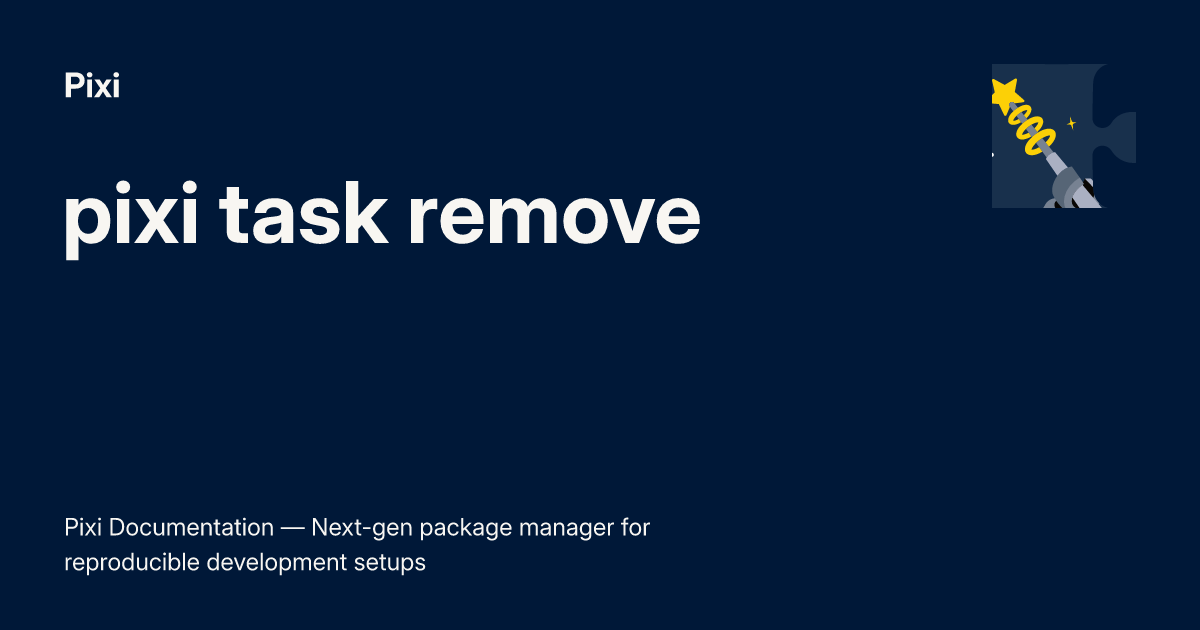 Pixi
pixi task remove
Pixi Documentation — Next-gen package manager for
reproducible development setups